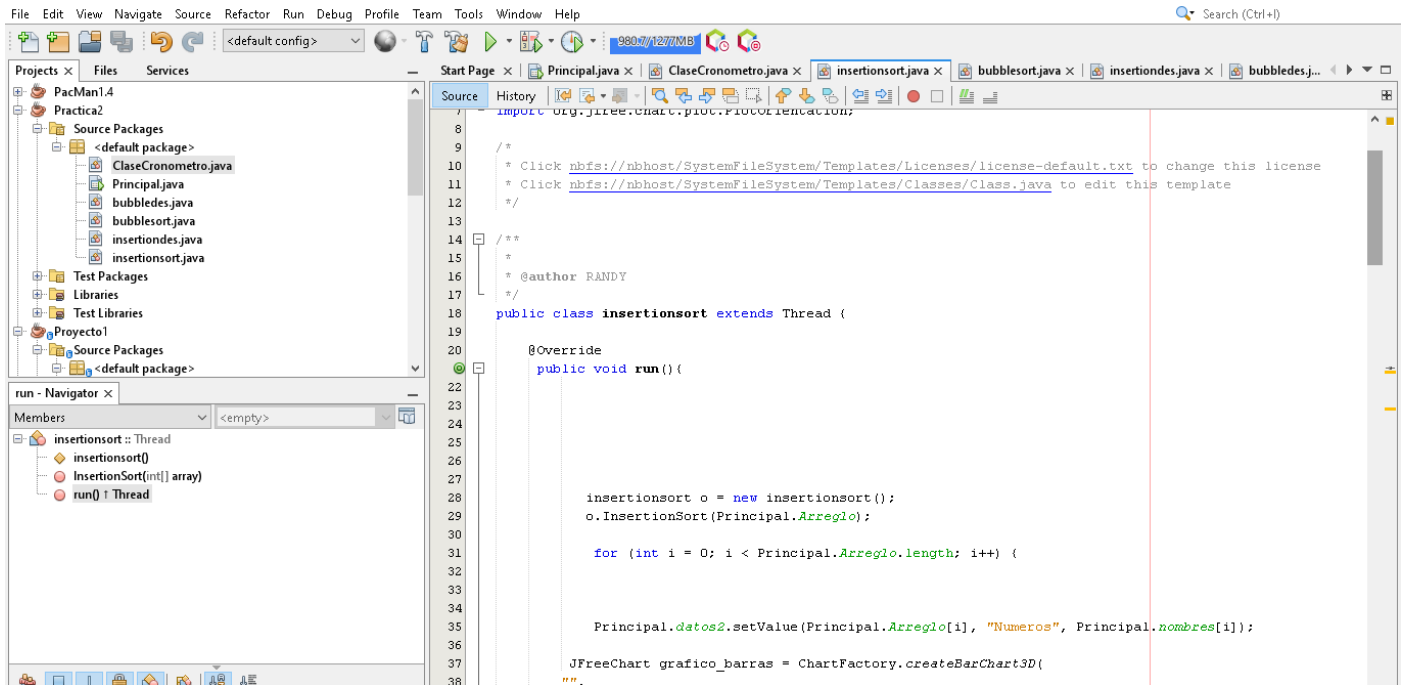 File Edit View Navigate Source Refactor Run Debug Profile Team Tools Window Help
Search (Ctrl+I)
<default config>
980.7/1277MB
Projects
Files
Services
Start Page
Principal.java
ClaseCronometro.java
insertionsort.java
bubblesort.java
insertiondes.java
bubbledes.j...
Source
History
PacMan1.4
Practica2
Source Packages
<default package>
ClaseCronometro.java
Principal.java
bubbledes.java
bubblesort.java
insertiondes.java
insertionsort.java
Test Packages
Libraries
Test Libraries
Proyecto1
Source Packages
<default package>
run - Navigator
Members
<empty>
insertionsort :: Thread
insertionsort()
InsertionSort(int[] array)
run() ↑ Thread
7 import org.jfree.chart.plot.PlotOrientation;
8
9 /*
10 * Click nbfs://nbhost/SystemFileSystem/Templates/Licenses/license-default.txt to change this license
11 * Click nbfs://nbhost/SystemFileSystem/Templates/Classes/Class.java to edit this template
12 */
13
14 /**
15 *
16 * @author RANDY
17 */
18 public class insertionsort extends Thread {
19
20 @Override
public void run(){
22
23
24
25
26
27
28 insertionsort o = new insertionsort();
29 o.InsertionSort(Principal.Arreglo);
30
31 for (int i = 0; i < Principal.Arreglo.length; i++) {
32
33
34
35 Principal.datos2.setValue(Principal.Arreglo[i], "Numeros", Principal.nombres[i]);
36
37 JFreeChart grafico_barras = ChartFactory.createBarChart3D(
38 "",